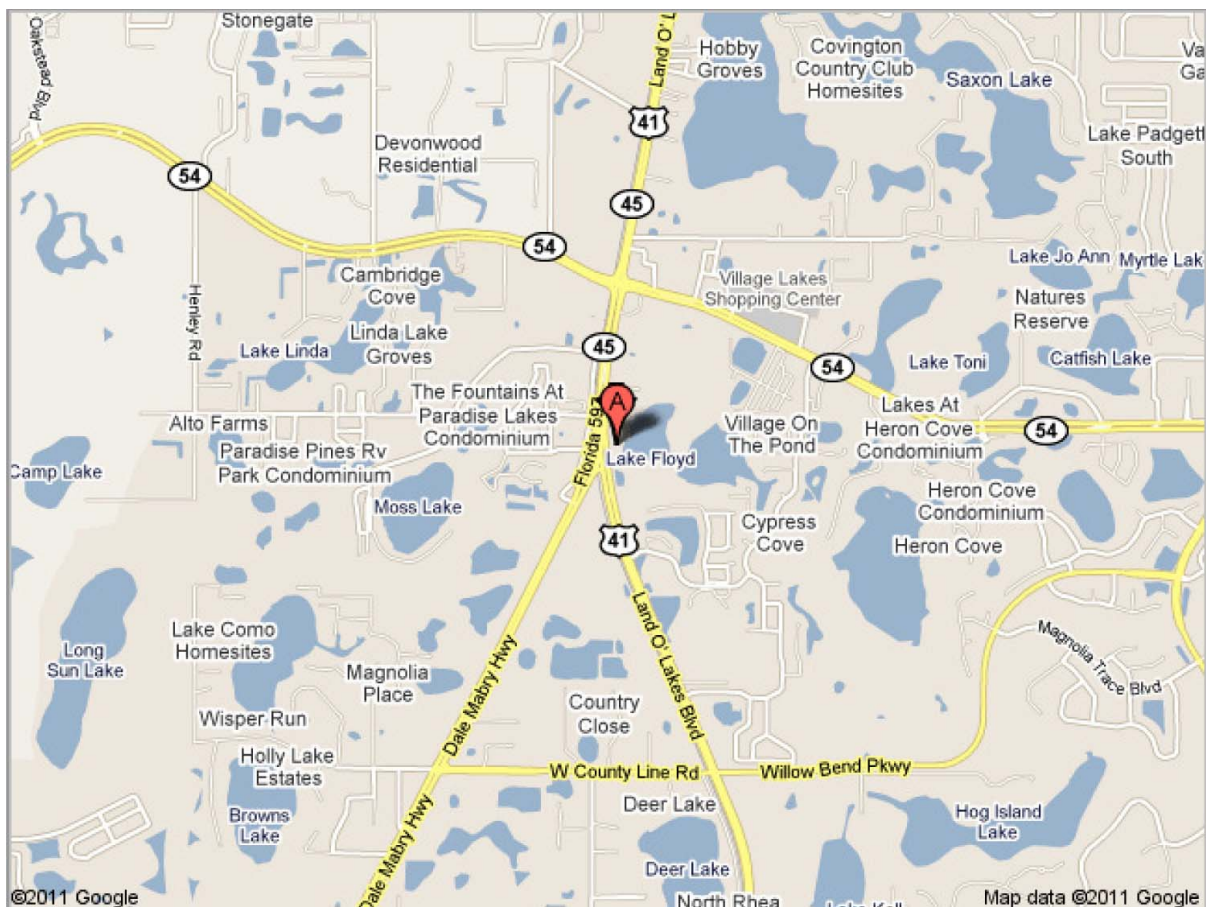 Oakstead Blvd
Stonegate
Land O'
Hobby
Groves
Covington
Country Club
Homesites
Saxon Lake
Va
Ga
41
Devonwood
Residential
Lake Padgett
South
54
45
54
Cambridge
Cove
Village Lakes
Shopping Center
Lake Jo Ann
Myrtle Lak
Henley Rd
Natures
Reserve
Linda Lake
Groves
Lake Linda
45
Lake Toni
Catfish Lake
54
The Fountains At
Paradise Lakes
Condominium
Florida 597
A
Alto Farms
Village On
The Pond
Lakes At
Heron Cove
Condominium
54
Paradise Pines Rv
Park Condominium
Lake Floyd
Camp Lake
Moss Lake
Heron Cove
Condominium
Cypress
Cove
41
Heron Cove
Lake Como
Homesites
Land O' Lakes Blvd
Magnolia Trace Blvd
Long
Sun Lake
Magnolia
Place
Dale Mabry Hwy
Country
Close
Wisper Run
Holly Lake
Estates
W County Line Rd
Willow Bend Pkwy
Browns
Lake
Dale Mabry Hwy
Deer Lake
Hog Island
Lake
Deer Lake
North Rhea
Lake Kell
©2011 Google
Map data ©2011 Google